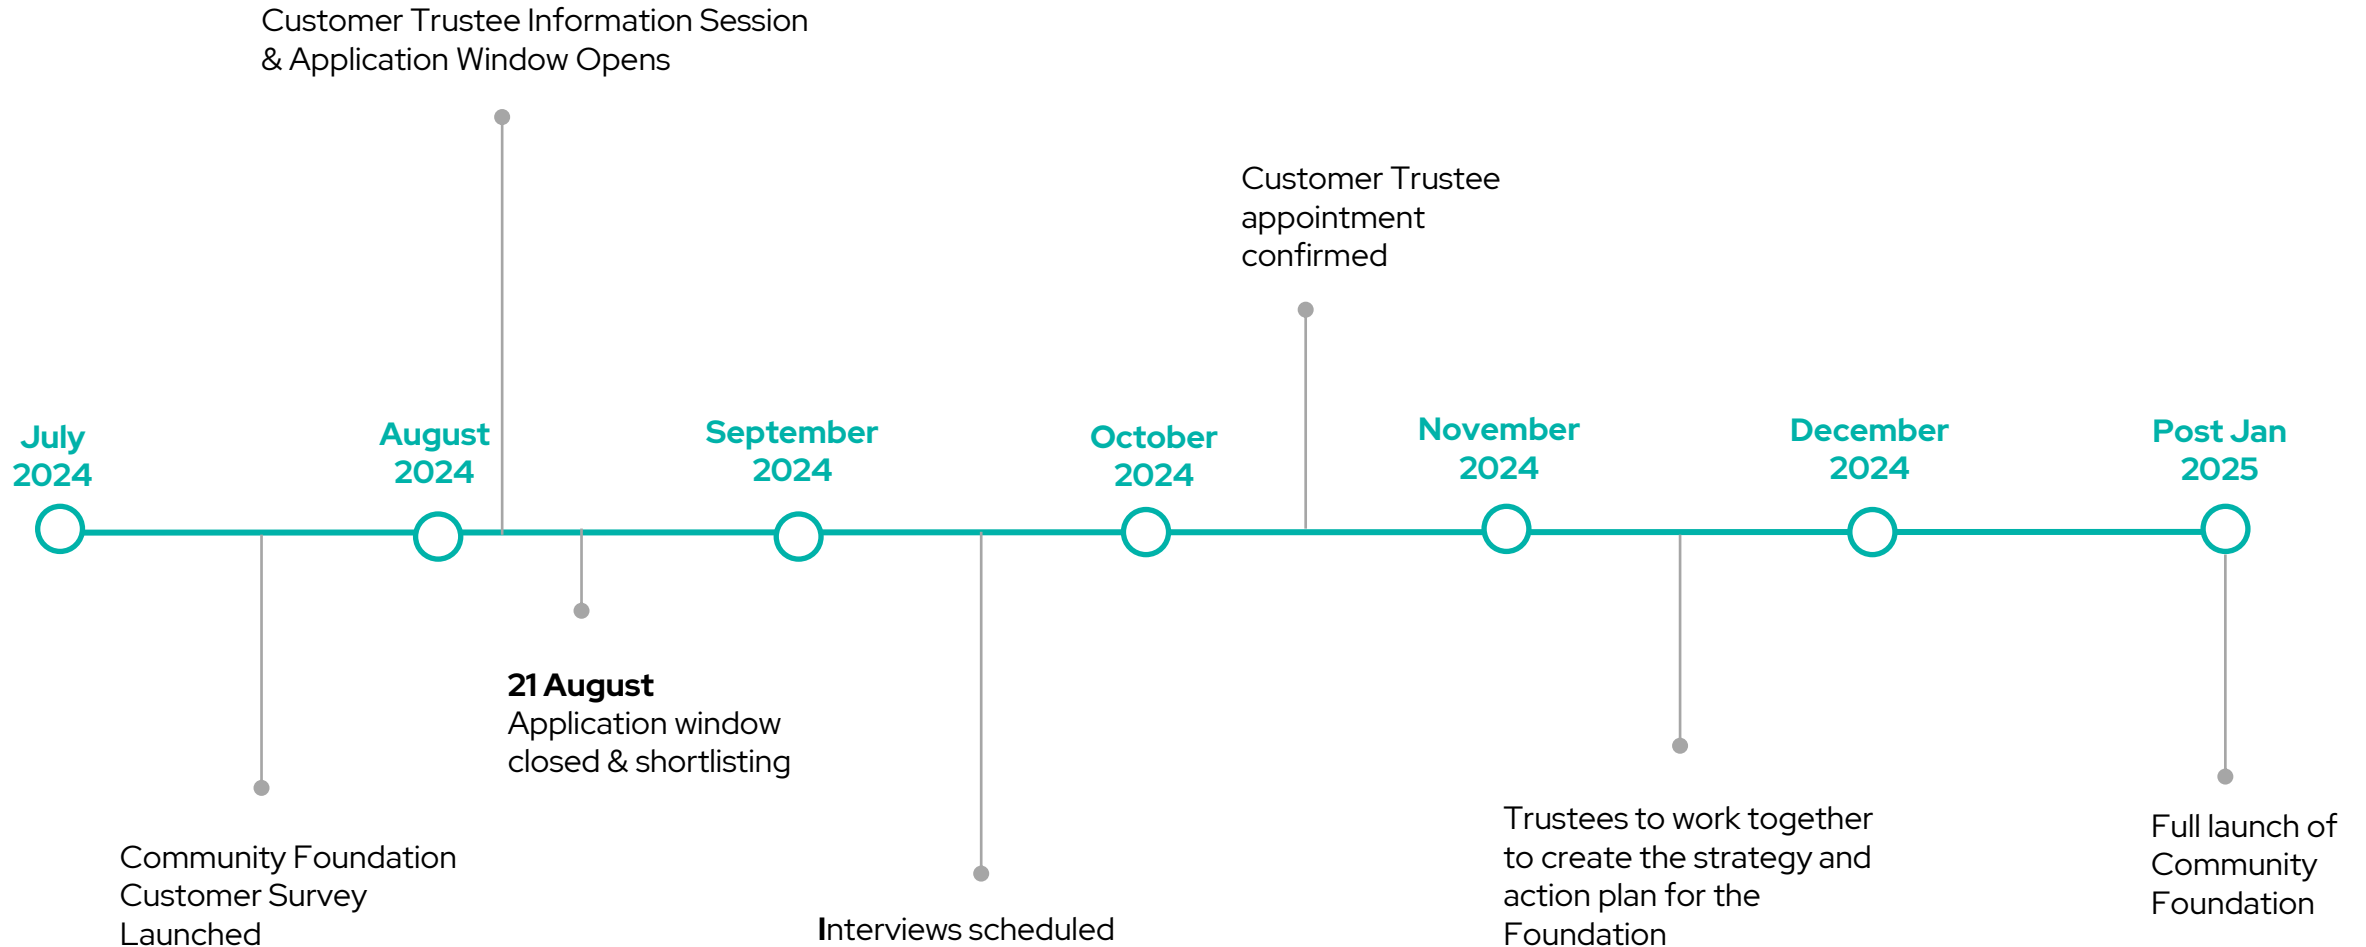 Customer Trustee Information Session
& Application Window Opens
Customer Trustee
appointment
confirmed
July
2024
August
2024
September
2024
October
2024
November
2024
December
2024
Post Jan
2025
21 August
Application window
closed & shortlisting
Community Foundation
Customer Survey
Launched
Interviews scheduled
Trustees to work together
to create the strategy and
action plan for the
Foundation
Full launch of
Community
Foundation